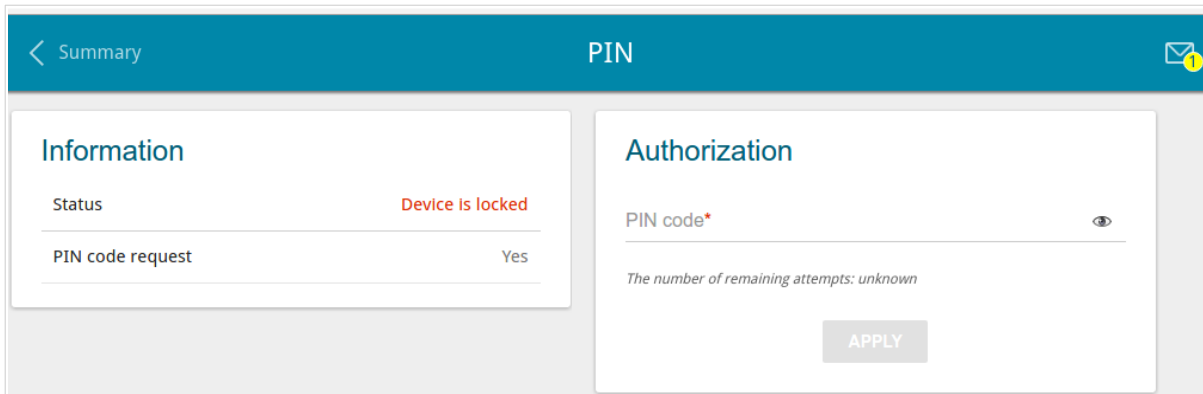 Summary
PIN
1
Information
Status Device is locked
PIN code request Yes
Authorization
PIN code*
The number of remaining attempts: unknown
APPLY